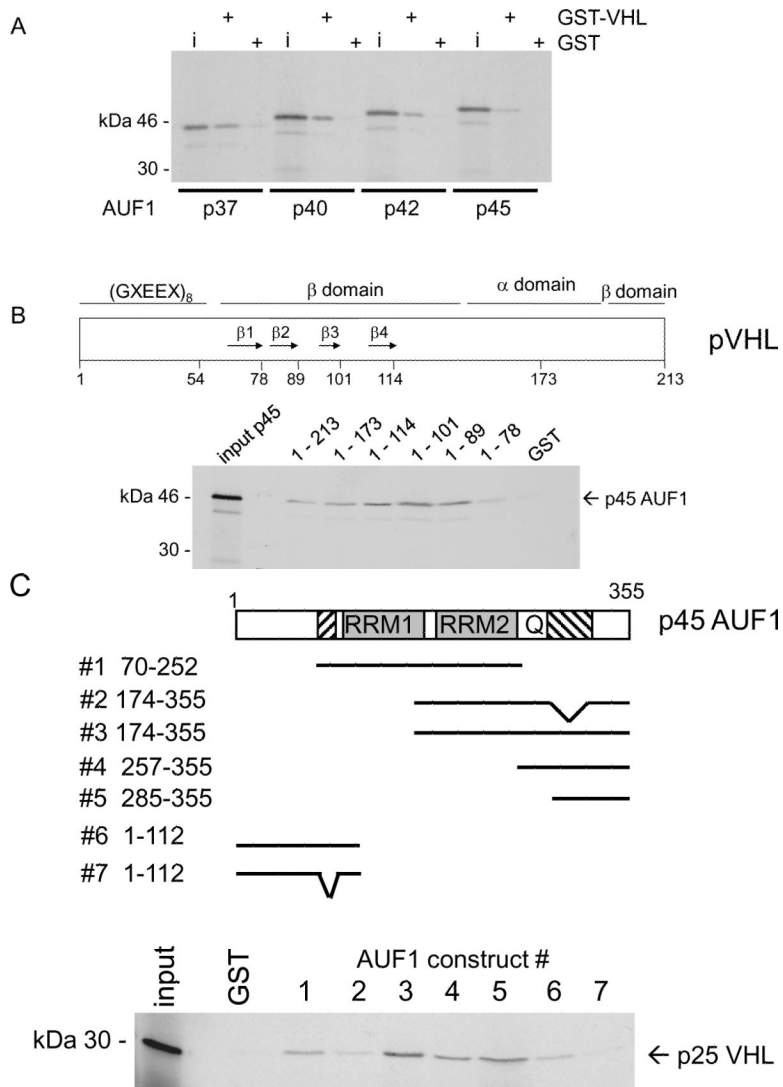 A
+ + + + GST-VHL
i + i + i + i + GST
kDa 46 -
30 -
AUF1 p37 p40 p42 p45
(GXEEX)8 β domain α domain β domain
B
β1 β2 β3 β4
pVHL
1 54 78 89 101 114 173 213
input p45 1 - 213 1 - 173 1 - 114 1 - 101 1 - 89 1 - 78 GST
kDa 46 -
← p45 AUF1
30 -
C
1 355
RRM1 RRM2 Q p45 AUF1
#1 70-252
#2 174-355
#3 174-355
#4 257-355
#5 285-355
#6 1-112
#7 1-112
AUF1 construct #
input GST 1 2 3 4 5 6 7
kDa 30 -
← p25 VHL